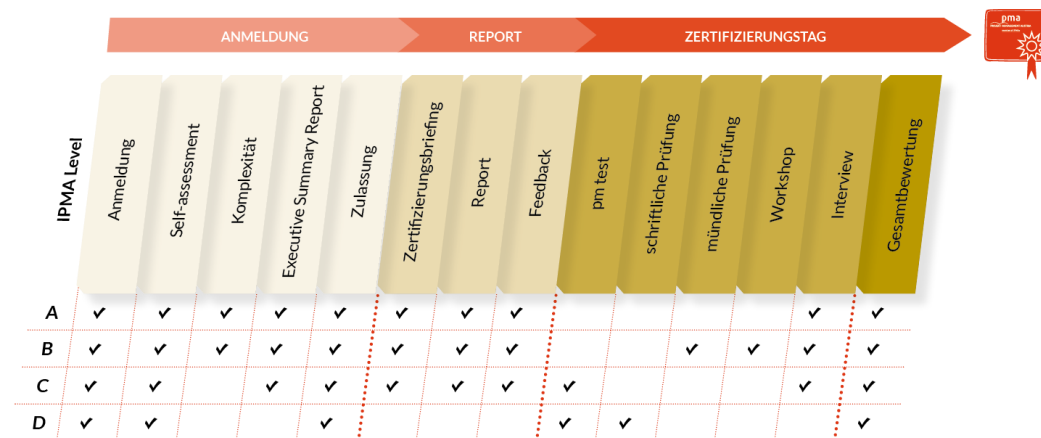 ANMELDUNG
REPORT
ZERTIFIZIERUNGSTAG
pma
IPMA Level
Anmeldung
Self-assessment
Komplexität
Executive Summary Report
Zulassung
Zertifizierungsbriefing
Report
Feedback
pm test
schriftliche Prüfung
mündliche Prüfung
Workshop
Interview
Gesamtbewertung
A ✓ ✓ ✓ ✓ ✓ ✓ ✓ ✓ ✓ ✓
B ✓ ✓ ✓ ✓ ✓ ✓ ✓ ✓ ✓ ✓ ✓ ✓
C ✓ ✓ ✓ ✓ ✓ ✓ ✓ ✓ ✓ ✓
D ✓ ✓ ✓ ✓ ✓ ✓